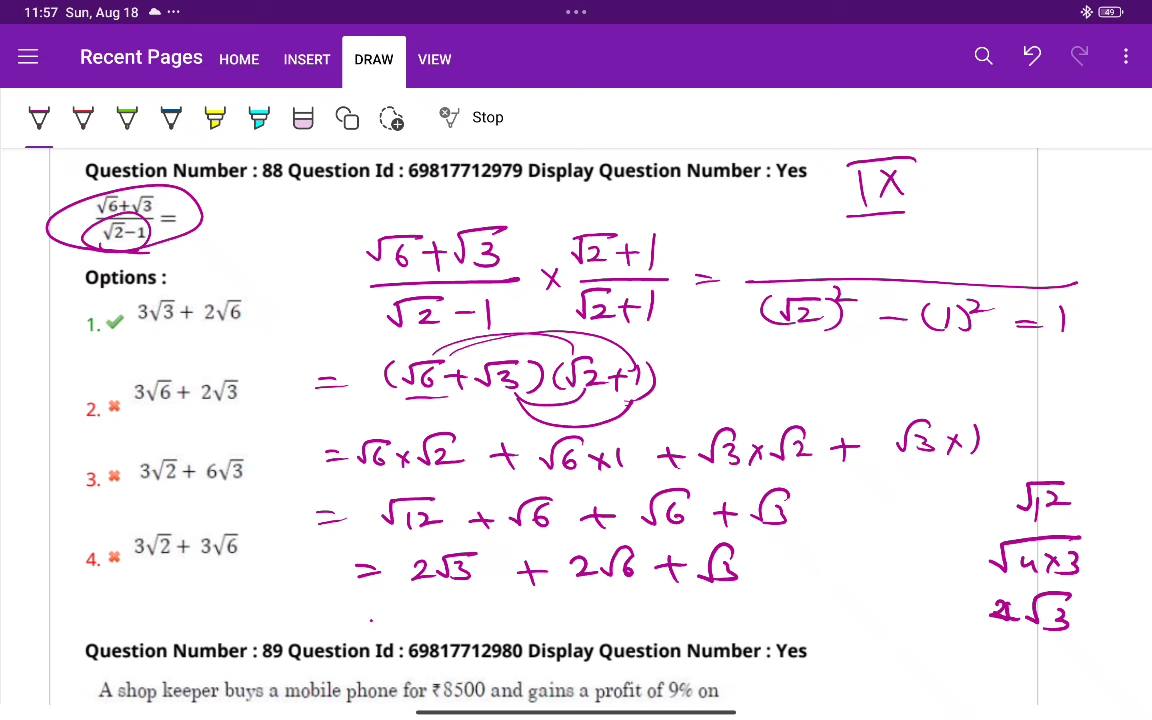 11:57 Sun, Aug 18 ... 49
Recent Pages HOME INSERT DRAW VIEW
Stop
Question Number : 88 Question Id : 69817712979 Display Question Number : Yes
(√6+√3)/(√2−1) =
1 X
(√6+√3)/(√2−1) × (√2+1)/(√2+1) = /((√2)² − (1)²) = 1
Options :
1. 3√3 + 2√6
= (√6+√3)(√2+1)
2. 3√6 + 2√3
= √6×√2 + √6×1 + √3×√2 + √3×1
3. 3√2 + 6√3
= √12 + √6 + √6 + √3
√12
4. 3√2 + 3√6
= 2√3 + 2√6 + √3
√4×3
2√3
Question Number : 89 Question Id : 69817712980 Display Question Number : Yes
A shop keeper buys a mobile phone for ₹8500 and gains a profit of 9% on